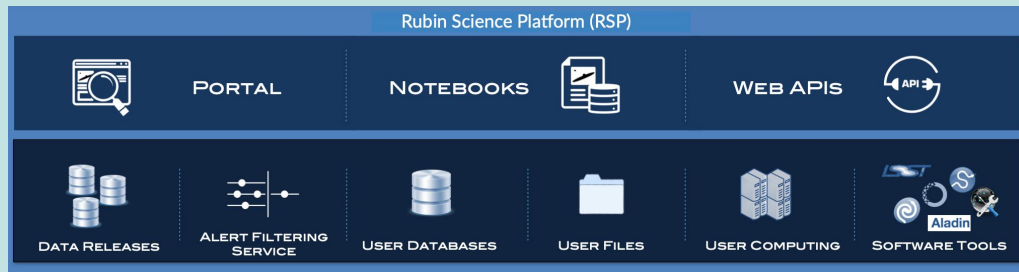 Rubin Science Platform (RSP)
PORTAL
NOTEBOOKS
WEB APIS
API
LSST
Aladin
DATA RELEASES
ALERT FILTERING
SERVICE
USER DATABASES
USER FILES
USER COMPUTING
SOFTWARE TOOLS